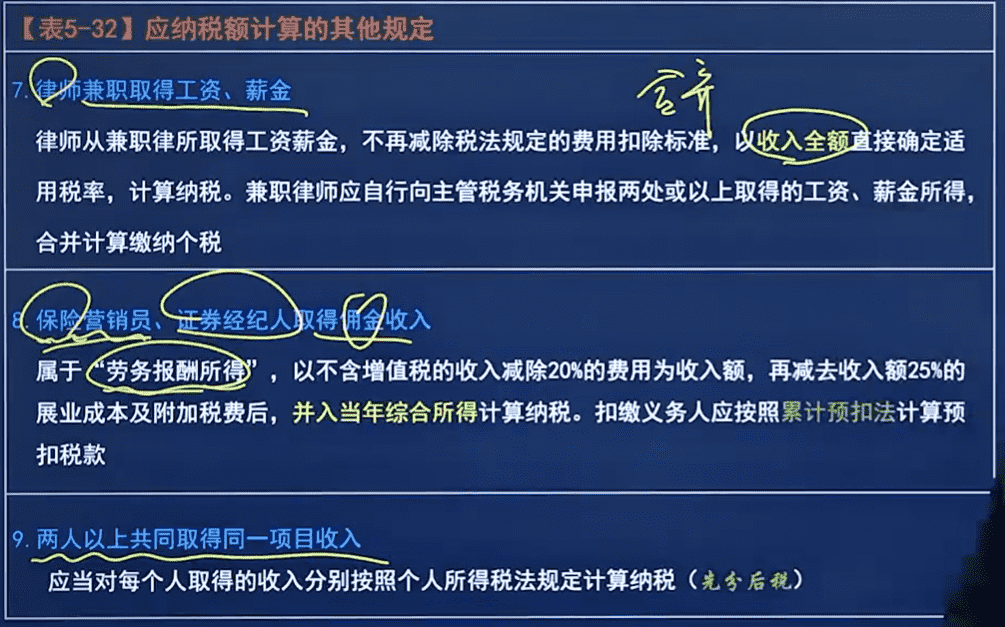 【表5-32】应纳税额计算的其他规定
7.律师兼职取得工资、薪金
律师从兼职律所取得工资薪金，不再减除税法规定的费用扣除标准，以收入全额直接确定适
用税率，计算纳税。兼职律师应自行向主管税务机关申报两处或以上取得的工资、薪金所得，
合并计算缴纳个税
8.保险营销员、证券经纪人取得佣金收入
属于“劳务报酬所得”，以不含增值税的收入减除20%的费用为收入额，再减去收入额25%的
展业成本及附加税费后，并入当年综合所得计算纳税。扣缴义务人应按照累计预扣法计算预
扣税款
9.两人以上共同取得同一项目收入
应当对每个人取得的收入分别按照个人所得税法规定计算纳税（先分后税）